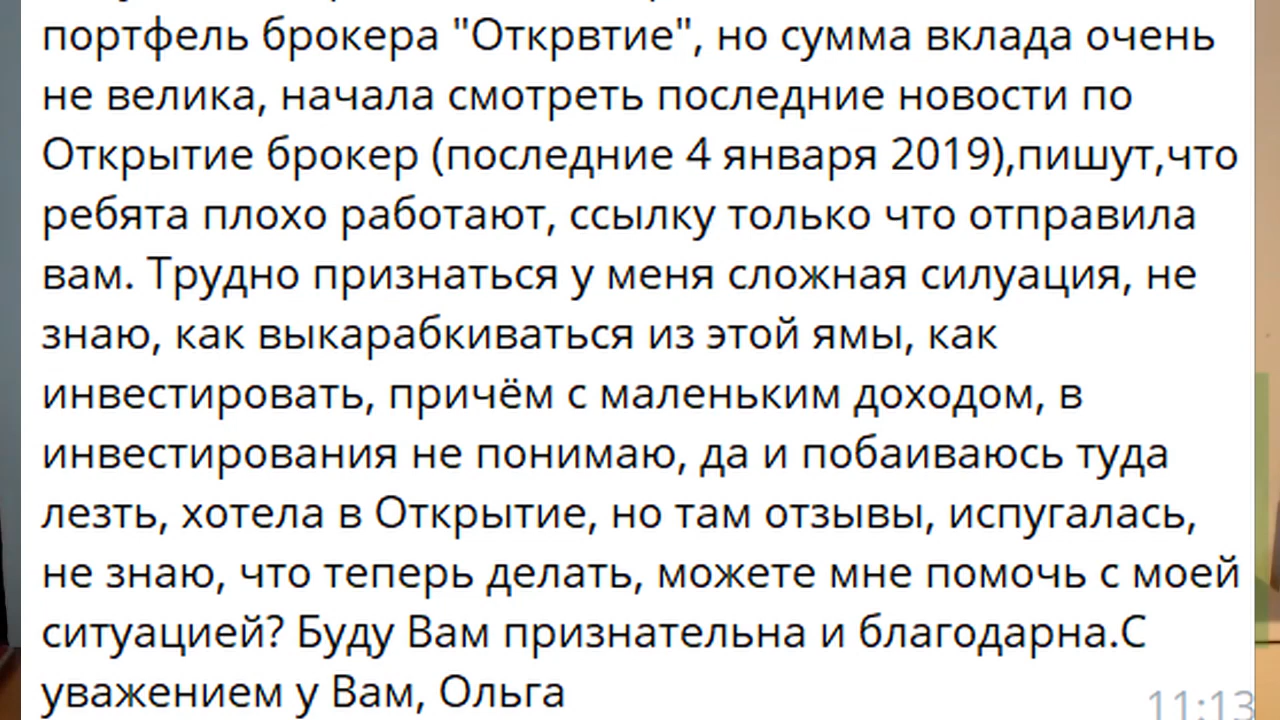 портфель брокера "Открвтие", но сумма вклада очень
не велика, начала смотреть последние новости по
Открытие брокер (последние 4 января 2019),пишут,что
ребята плохо работают, ссылку только что отправила
вам. Трудно признаться у меня сложная силуация, не
знаю, как выкарабкиваться из этой ямы, как
инвестировать, причём с маленьким доходом, в
инвестирования не понимаю, да и побаиваюсь туда
лезть, хотела в Открытие, но там отзывы, испугалась,
не знаю, что теперь делать, можете мне помочь с моей
ситуацией? Буду Вам признательна и благодарна.С
уважением у Вам, Ольга
11:13